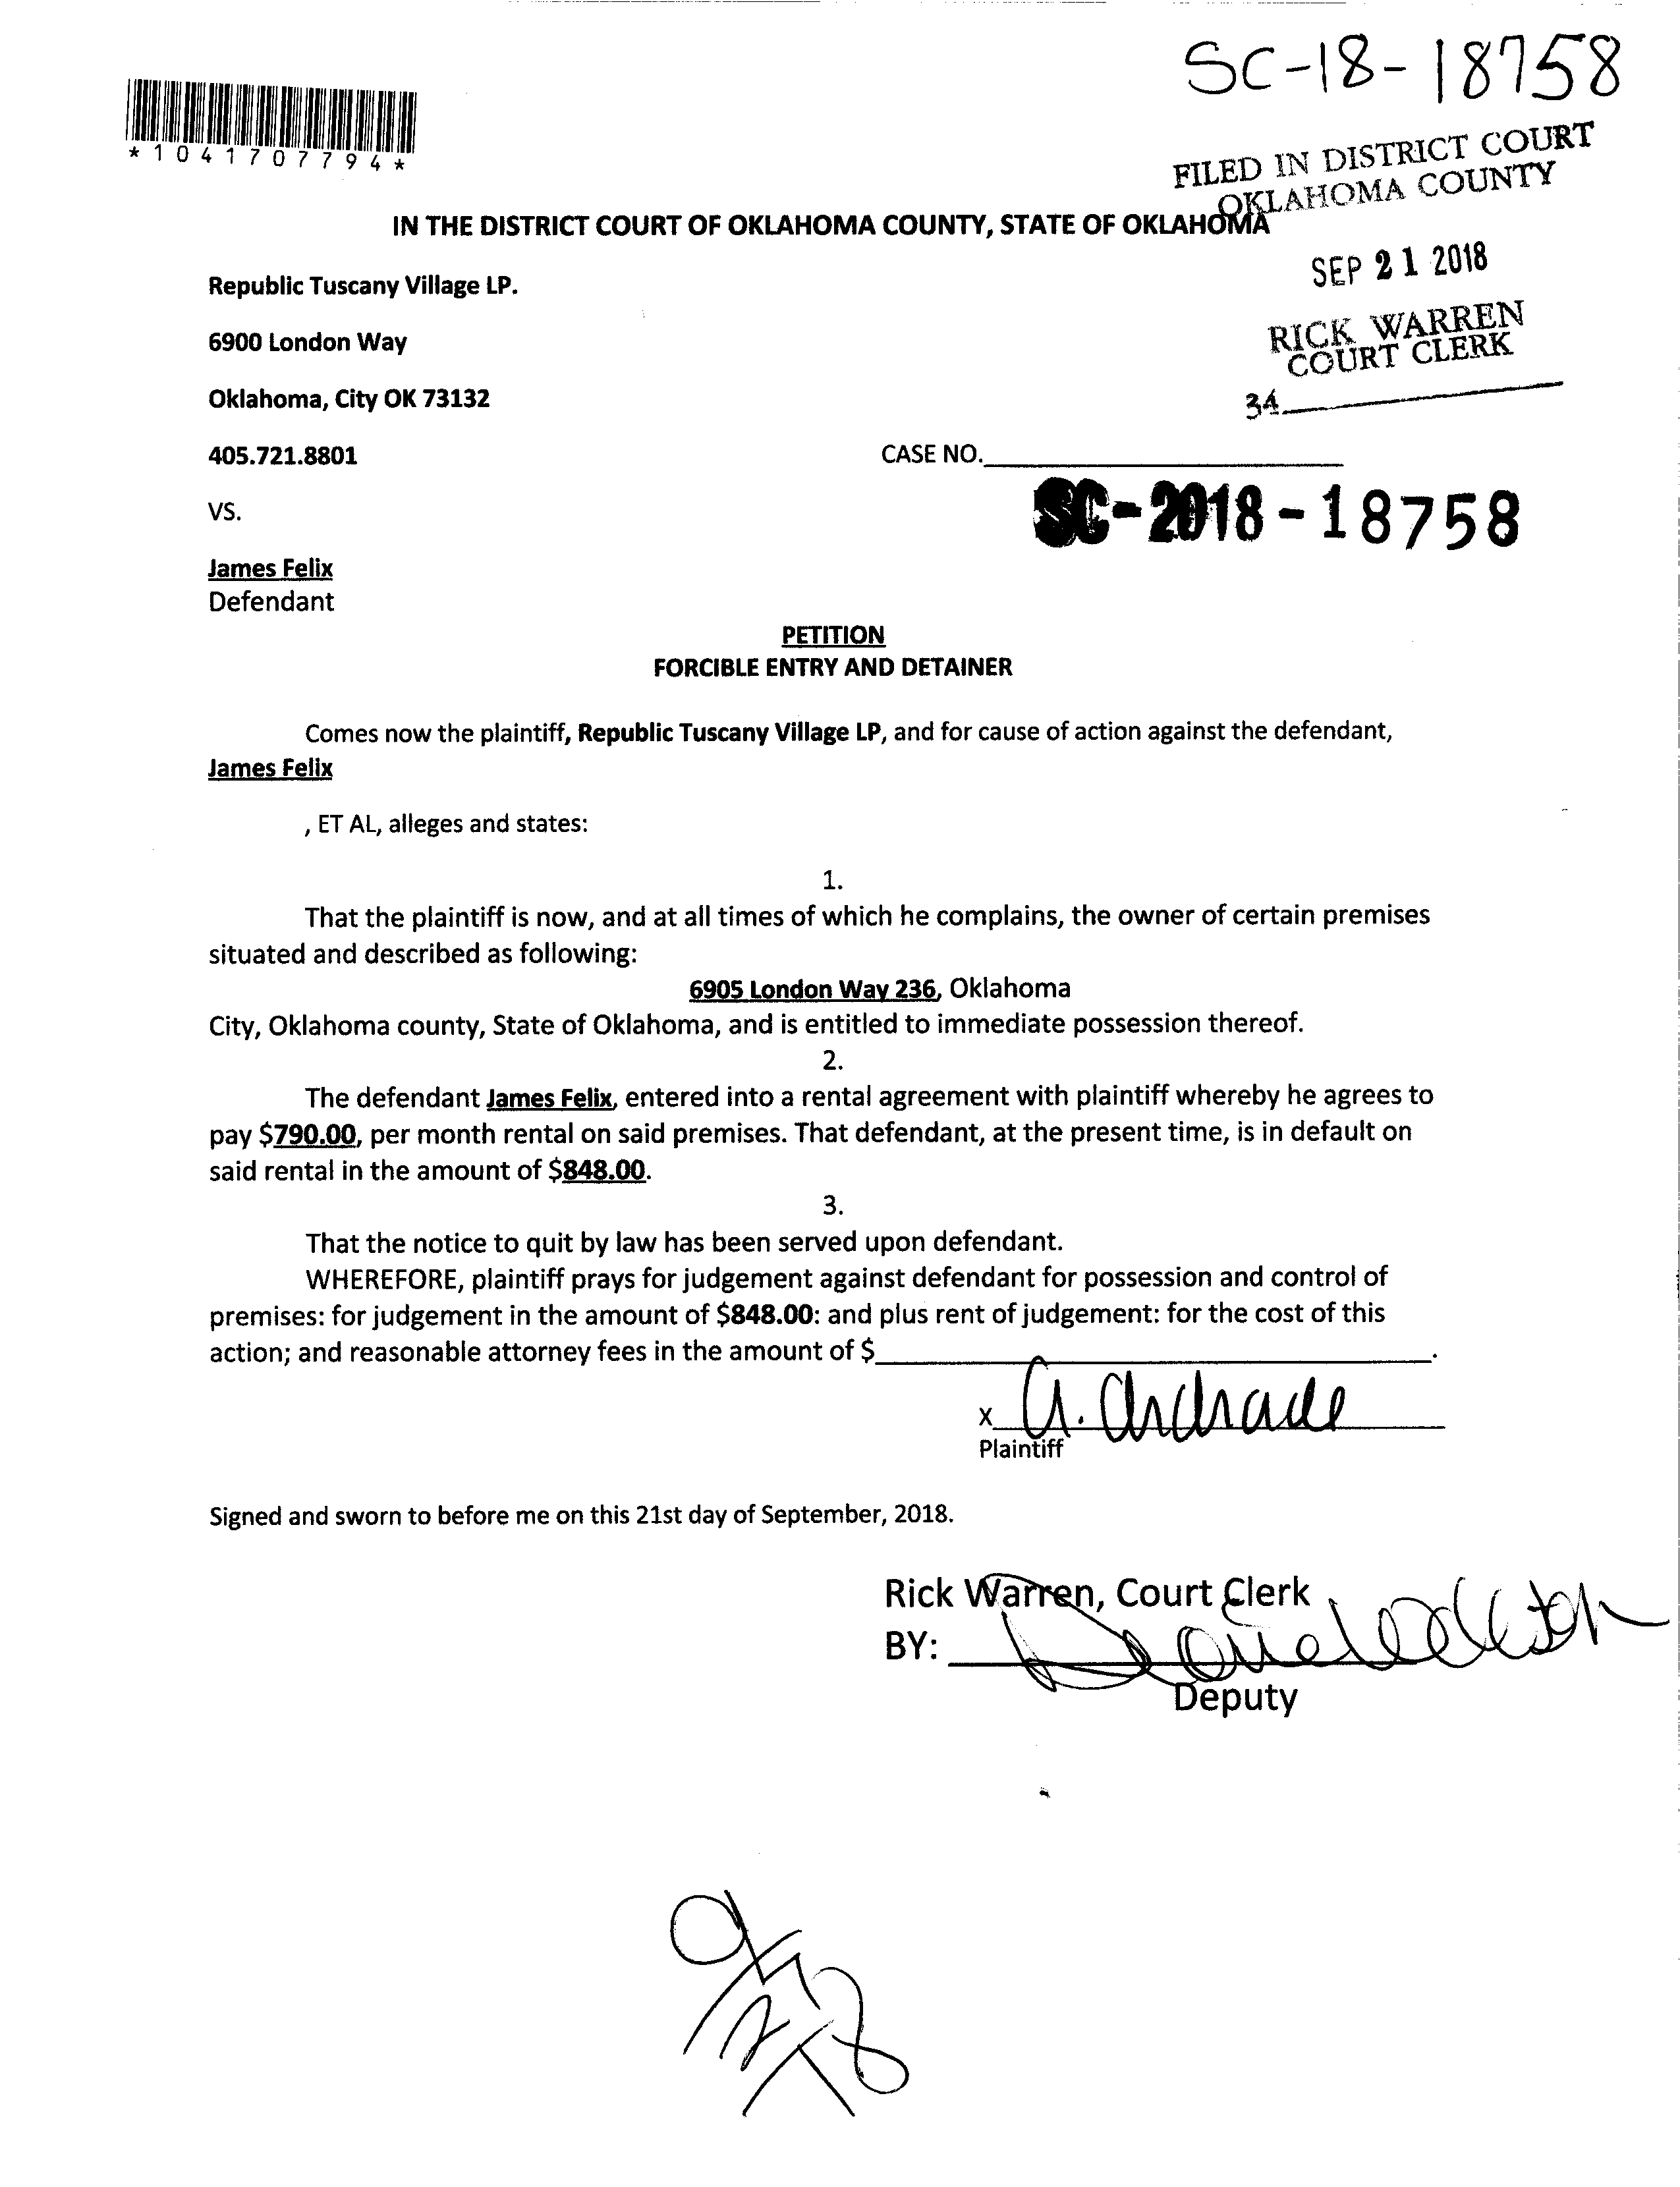 SC-18-18758
*1041707794*
FILED IN DISTRICT COURT
OKLAHOMA COUNTY
IN THE DISTRICT COURT OF OKLAHOMA COUNTY, STATE OF OKLAHOMA
SEP 21 2018
Republic Tuscany Village LP.
RICK WARREN
COURT CLERK
6900 London Way
34
Oklahoma, City OK 73132
405.721.8801
CASE NO.
SC-2018-18758
VS.
James Felix
Defendant
PETITION
FORCIBLE ENTRY AND DETAINER
Comes now the plaintiff, Republic Tuscany Village LP, and for cause of action against the defendant,
James Felix
, ET AL, alleges and states:
1.
That the plaintiff is now, and at all times of which he complains, the owner of certain premises
situated and described as following:
6905 London Way 236, Oklahoma
City, Oklahoma county, State of Oklahoma, and is entitled to immediate possession thereof.
2.
The defendant James Felix, entered into a rental agreement with plaintiff whereby he agrees to
pay $790.00, per month rental on said premises. That defendant, at the present time, is in default on
said rental in the amount of $848.00.
3.
That the notice to quit by law has been served upon defendant.
WHEREFORE, plaintiff prays for judgement against defendant for possession and control of
premises: for judgement in the amount of $848.00: and plus rent of judgement: for the cost of this
action; and reasonable attorney fees in the amount of $ .
x A. Andrade
Plaintiff
Signed and sworn to before me on this 21st day of September, 2018.
Rick Warren, Court Clerk
BY:
Deputy